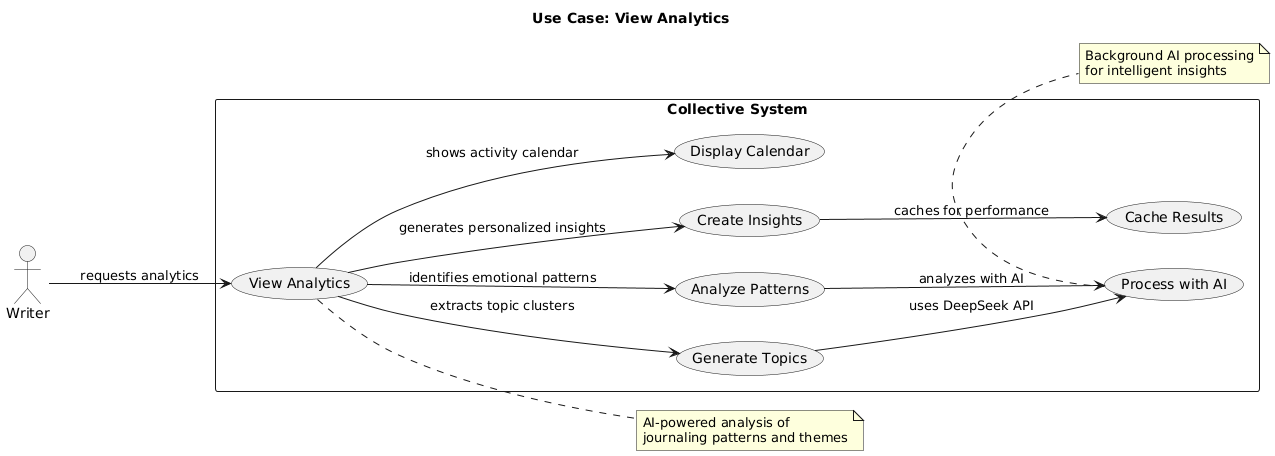 Use Case: View Analytics
Background AI processing
for intelligent insights
Collective System
shows activity calendar
Display Calendar
generates personalized insights
Create Insights
caches for performance
Cache Results
requests analytics
Writer
View Analytics
identifies emotional patterns
Analyze Patterns
analyzes with AI
Process with AI
extracts topic clusters
uses DeepSeek API
Generate Topics
AI-powered analysis of
journaling patterns and themes